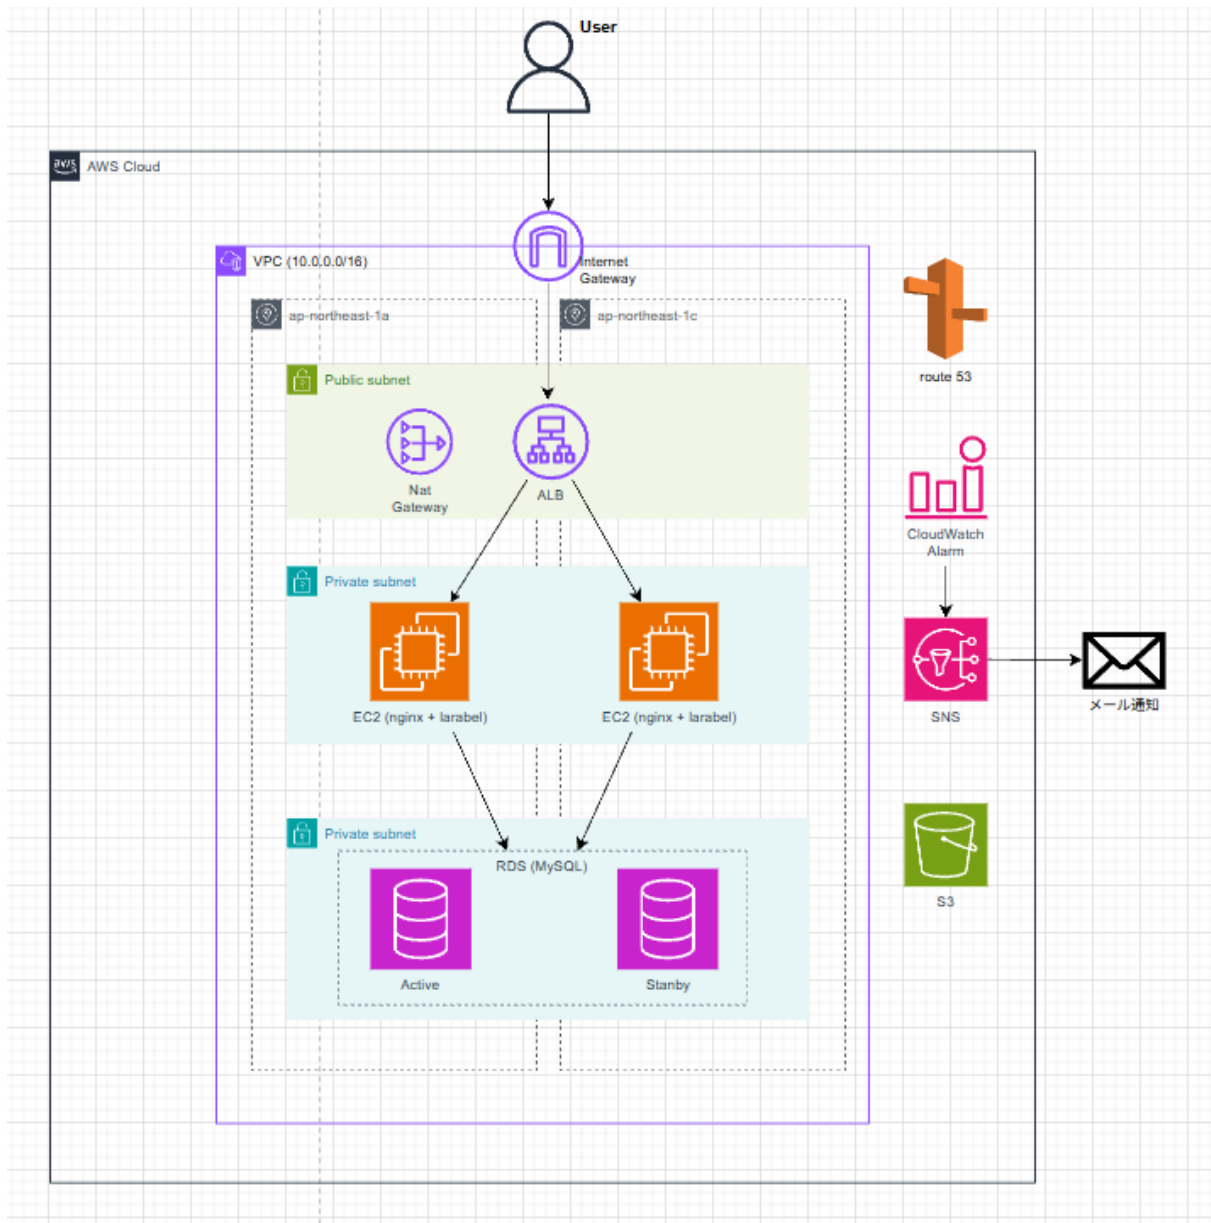 User
aws
AWS Cloud
VPC (10.0.0.0/16)
Internet
Gateway
ap-northeast-1a
ap-northeast-1c
route 53
Public subnet
Nat
Gateway
ALB
CloudWatch
Alarm
Private subnet
EC2 (nginx + larabel)
EC2 (nginx + larabel)
SNS
メール通知
Private subnet
RDS (MySQL)
Active
Stanby
S3